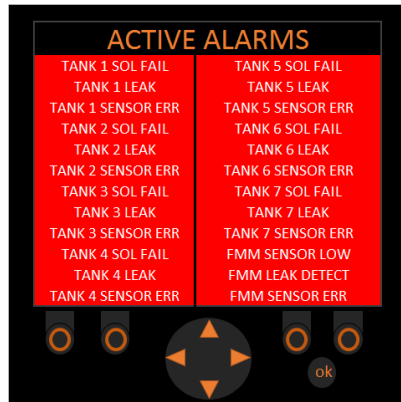 ACTIVE ALARMS
TANK 1 SOL FAIL
TANK 1 LEAK
TANK 1 SENSOR ERR
TANK 2 SOL FAIL
TANK 2 LEAK
TANK 2 SENSOR ERR
TANK 3 SOL FAIL
TANK 3 LEAK
TANK 3 SENSOR ERR
TANK 4 SOL FAIL
TANK 4 LEAK
TANK 4 SENSOR ERR
TANK 5 SOL FAIL
TANK 5 LEAK
TANK 5 SENSOR ERR
TANK 6 SOL FAIL
TANK 6 LEAK
TANK 6 SENSOR ERR
TANK 7 SOL FAIL
TANK 7 LEAK
TANK 7 SENSOR ERR
FMM SENSOR LOW
FMM LEAK DETECT
FMM SENSOR ERR
ok